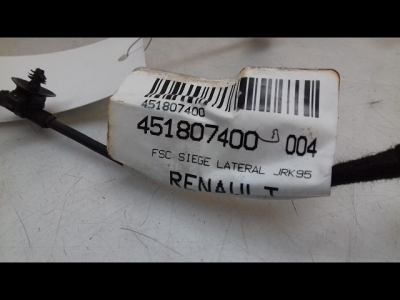 451807400
451807400 004
FSC SIEGE LATERAL JRK95
RENAULT